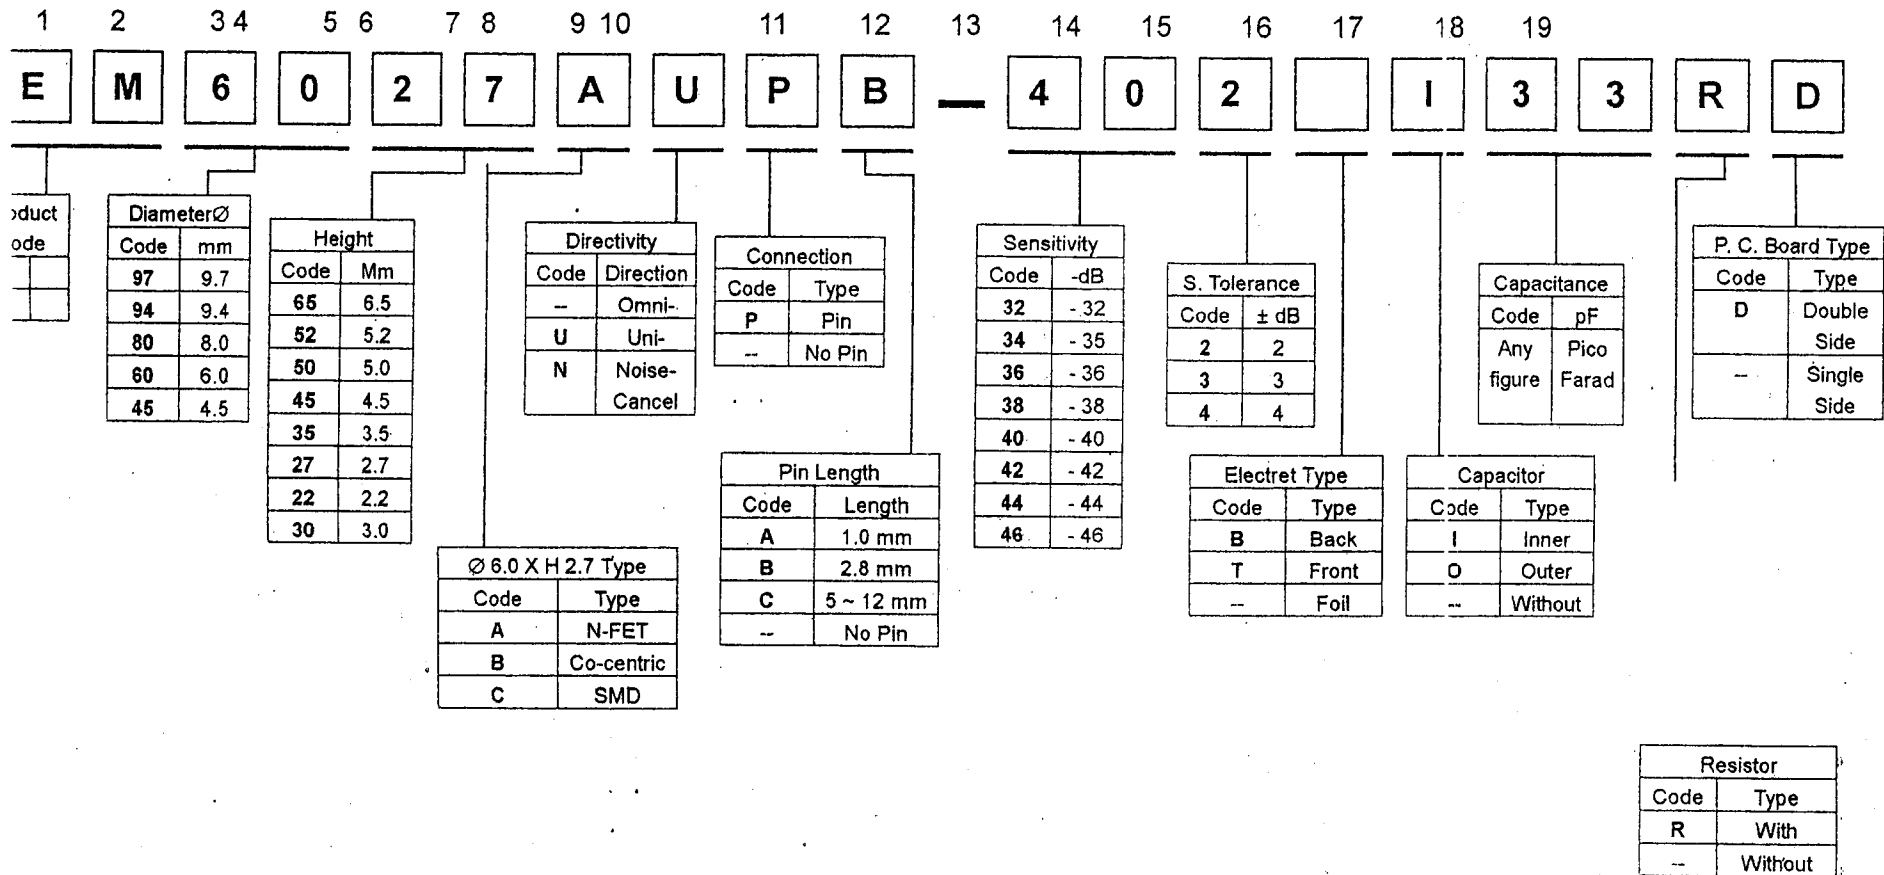 1 2 3 4 5 6 7 8 9 10 11 12 13 14 15 16 17 18 19
E M 6 0 2 7 A U P B — 4 0 2 I 3 3 R D
oduct
ode
DiameterØ
Code mm
97 9.7
94 9.4
80 8.0
60 6.0
45 4.5
Height
Code Mm
65 6.5
52 5.2
50 5.0
45 4.5
35 3.5
27 2.7
22 2.2
30 3.0
Ø 6.0 X H 2.7 Type
Code Type
A N-FET
B Co-centric
C SMD
Directivity
Code Direction
-- Omni-
U Uni-
N Noise-
Cancel
Connection
Code Type
P Pin
-- No Pin
Pin Length
Code Length
A 1.0 mm
B 2.8 mm
C 5 ~ 12 mm
-- No Pin
Sensitivity
Code -dB
32 - 32
34 - 35
36 - 36
38 - 38
40 - 40
42 - 42
44 - 44
46 - 46
S. Tolerance
Code ± dB
2 2
3 3
4 4
Electret Type
Code Type
B Back
T Front
-- Foil
Capacitor
Code Type
I Inner
O Outer
-- Without
Capacitance
Code pF
Any Pico
figure Farad
P. C. Board Type
Code Type
D Double
Side
-- Single
Side
Resistor
Code Type
R With
-- Without